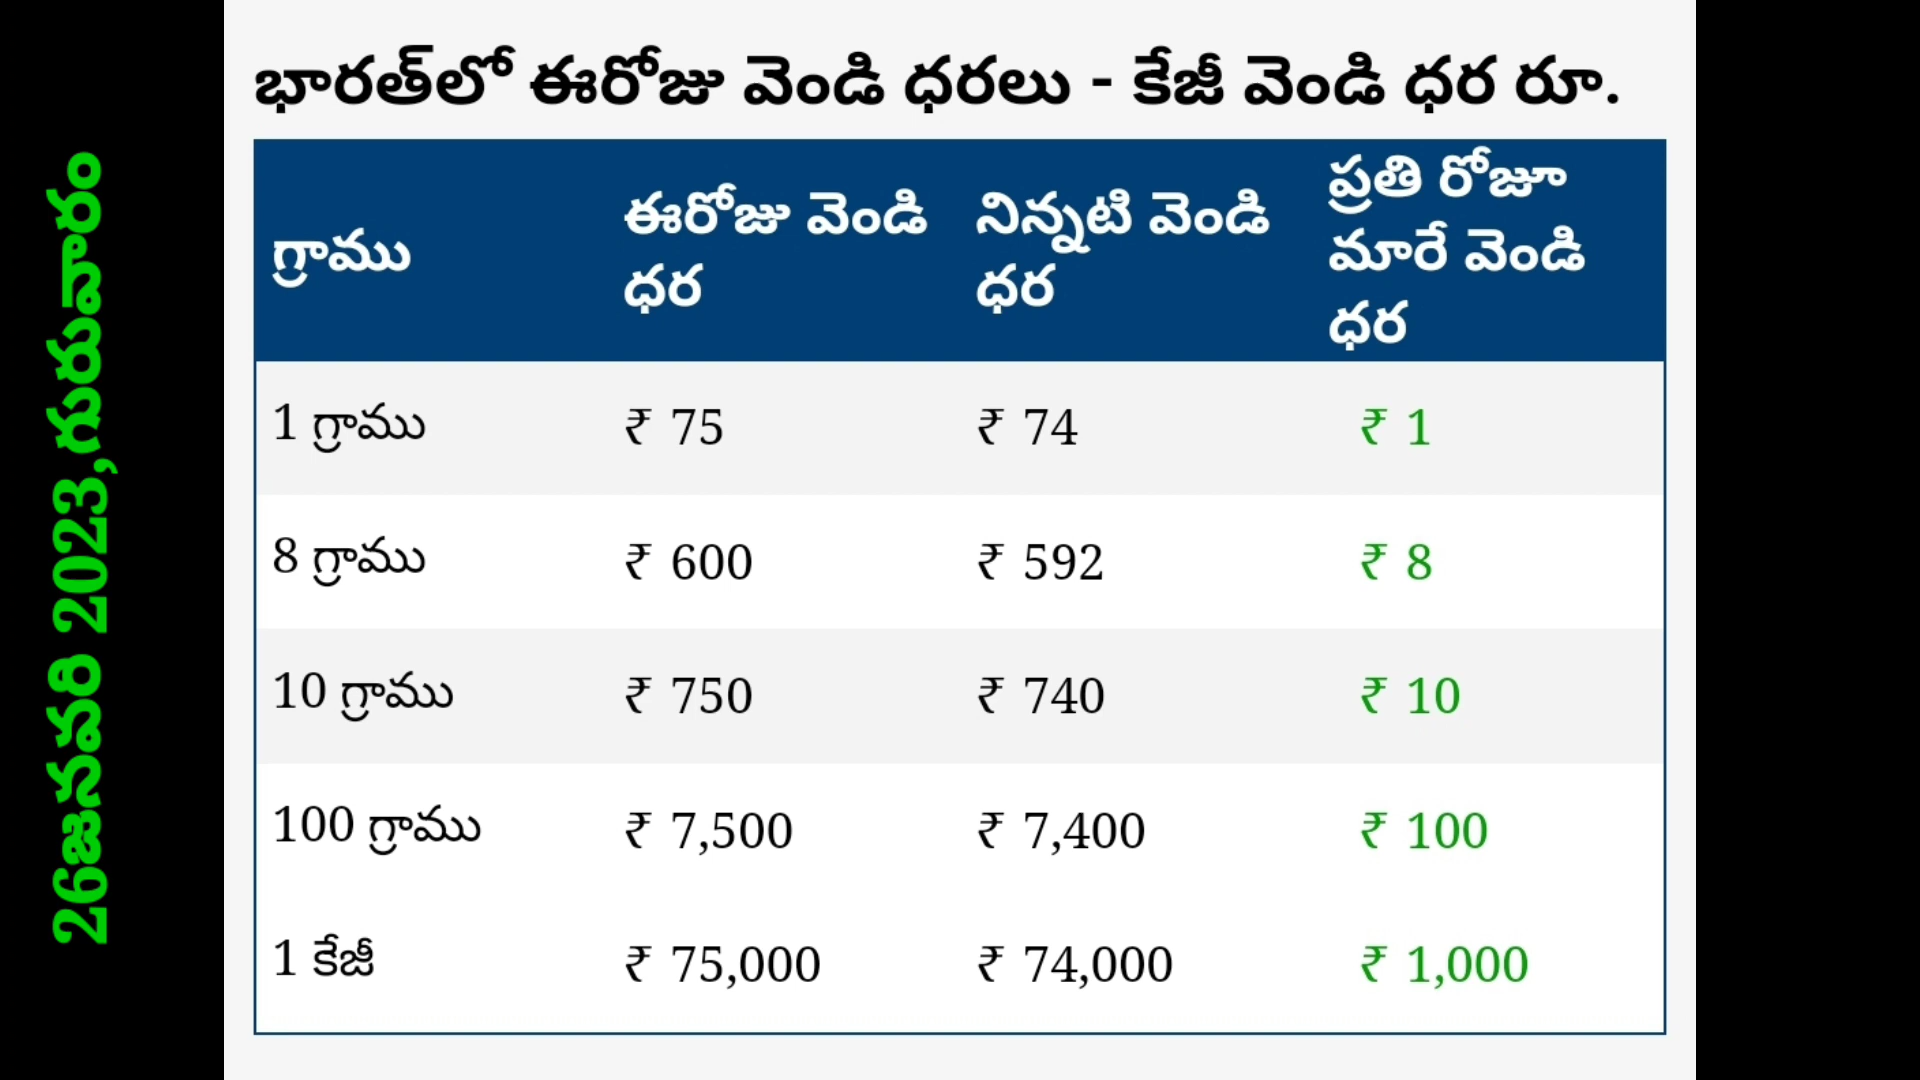 26జనవరి 2023,గురువారం
భారత్‌లో ఈరోజు వెండి ధరలు - కేజీ వెండి ధర రూ.
గ్రాము ఈరోజు వెండి ధర నిన్నటి వెండి ధర ప్రతి రోజూ మారే వెండి ధర
1 గ్రాము ₹ 75 ₹ 74 ₹ 1
8 గ్రాము ₹ 600 ₹ 592 ₹ 8
10 గ్రాము ₹ 750 ₹ 740 ₹ 10
100 గ్రాము ₹ 7,500 ₹ 7,400 ₹ 100
1 కేజీ ₹ 75,000 ₹ 74,000 ₹ 1,000